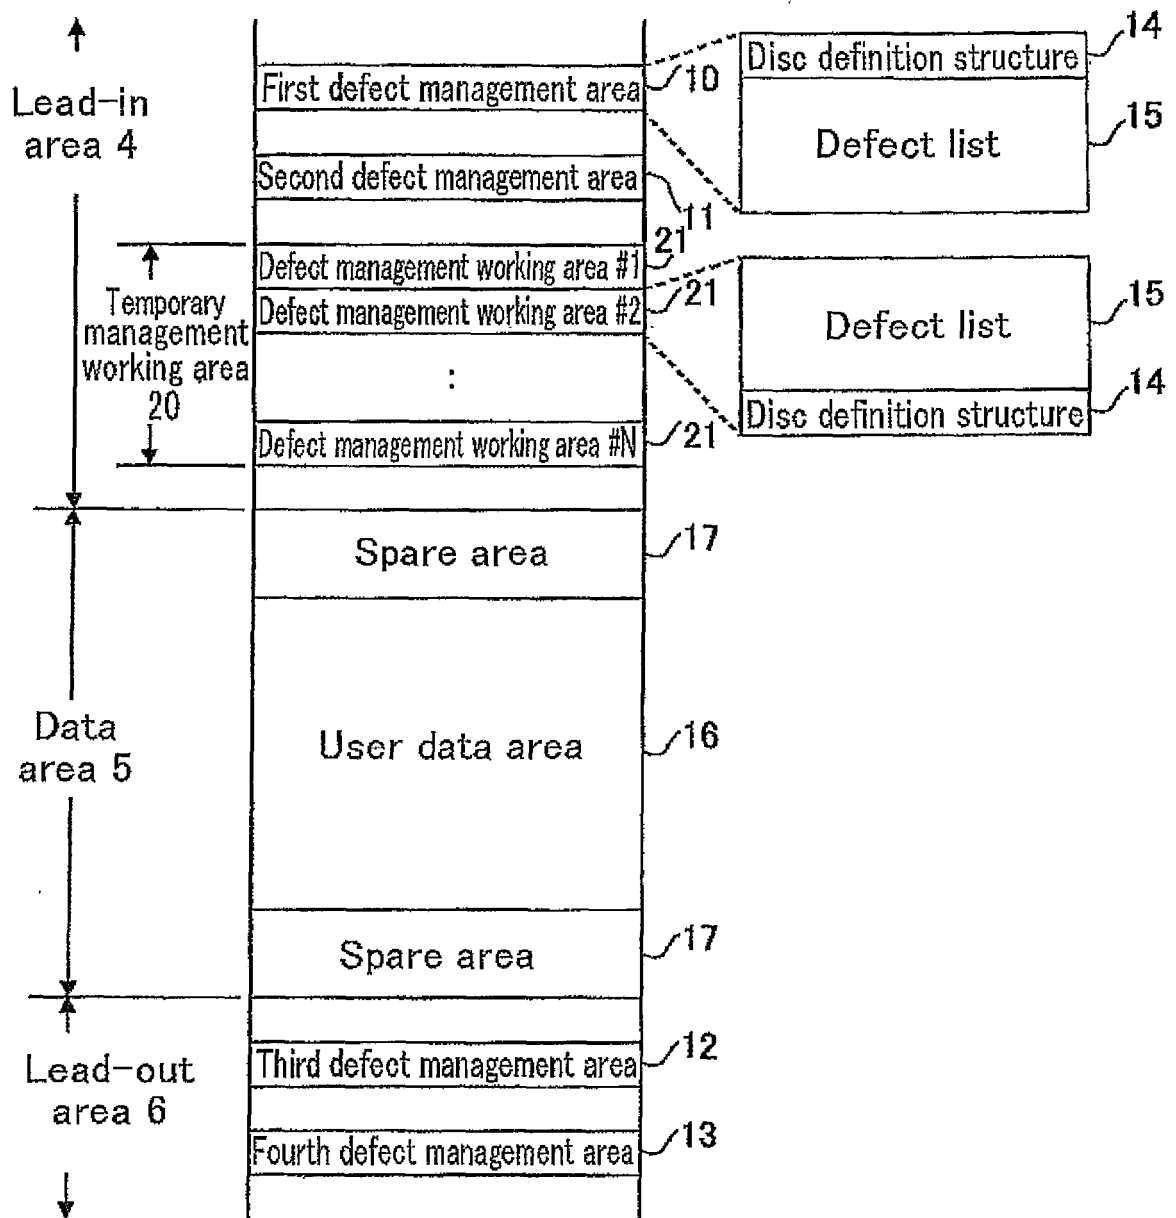 Lead-in
area 4
First defect management area
10
Disc definition structure
14
Defect list
15
Second defect management area
11
Temporary
management
working area
20
Defect management working area #1
21
Defect management working area #2
21
:
Defect management working area #N
21
Defect list
15
Disc definition structure
14
Data
area 5
Spare area
17
User data area
16
Spare area
17
Lead-out
area 6
Third defect management area
12
Fourth defect management area
13